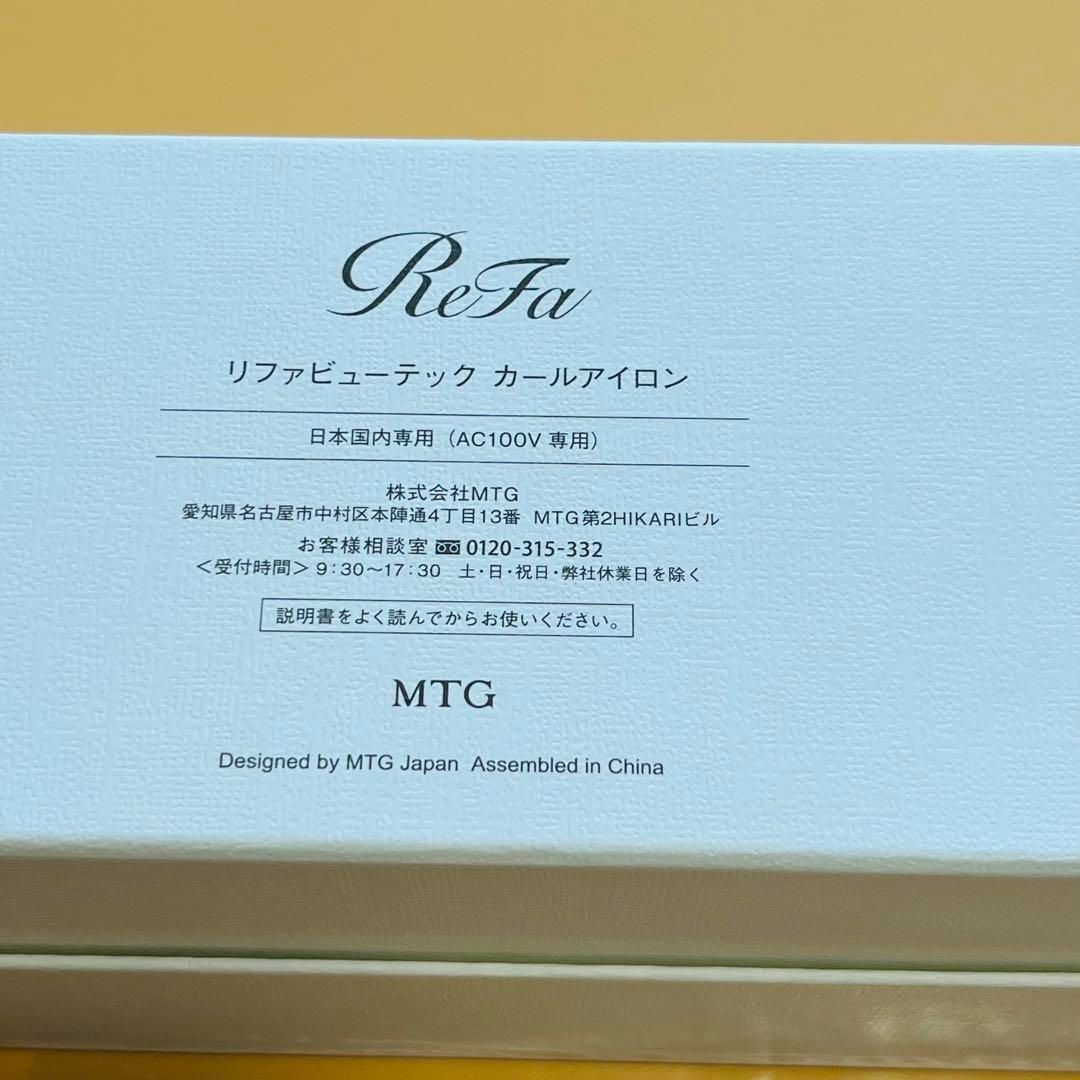 ReFa
リファビューテック カールアイロン
日本国内専用（AC100V 専用）
株式会社MTG
愛知県名古屋市中村区本陣通4丁目13番 MTG第2HIKARIビル
お客様相談室 0120-315-332
＜受付時間＞9：30〜17：30 土・日・祝日・弊社休業日を除く
説明書をよく読んでからお使いください。
MTG
Designed by MTG Japan Assembled in China